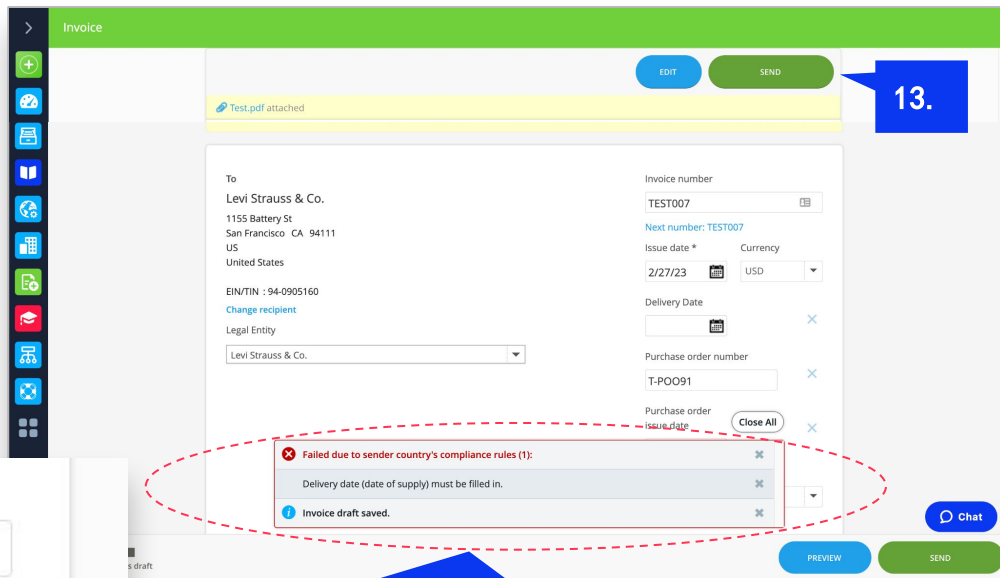 Invoice
EDIT
SEND
13.
Test.pdf attached
To
Levi Strauss & Co.
1155 Battery St
San Francisco CA 94111
US
United States
EIN/TIN : 94-0905160
Change recipient
Legal Entity
Levi Strauss & Co.
Invoice number
TEST007
Next number: TEST007
Issue date *
Currency
2/27/23
USD
Delivery Date
Purchase order number
T-POO91
Purchase order
issue date
Close All
Failed due to sender country's compliance rules (1):
Delivery date (date of supply) must be filled in.
Invoice draft saved.
Chat
s draft
PREVIEW
SEND